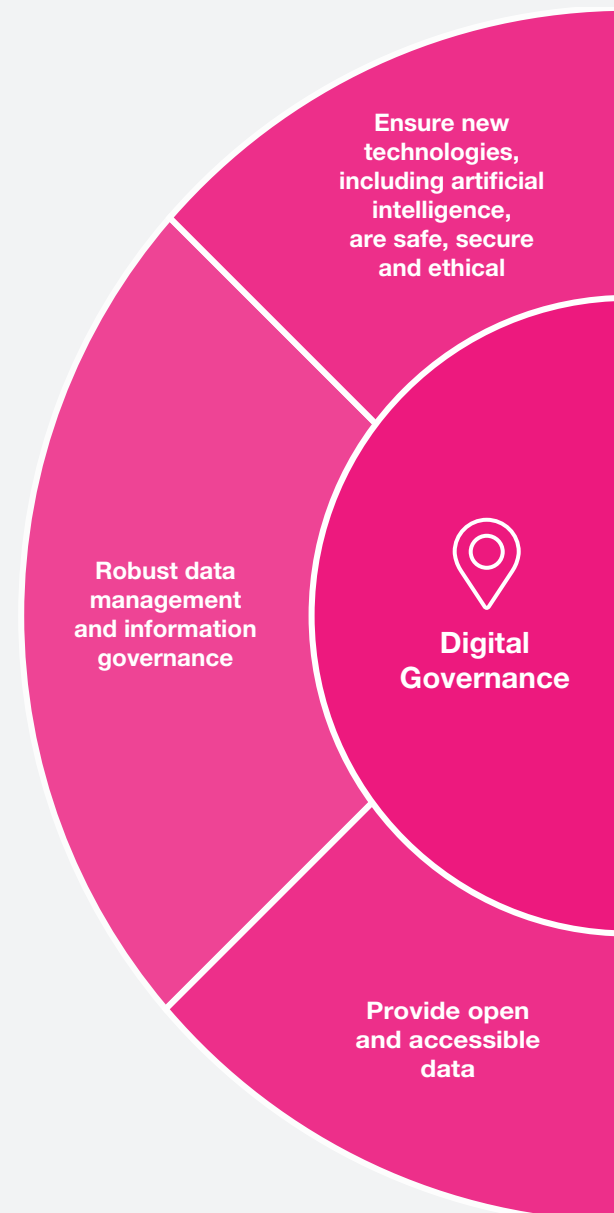 Ensure new
technologies,
including artificial
intelligence,
are safe, secure
and ethical
Robust data
management
and information
governance
Digital
Governance
Provide open
and accessible
data